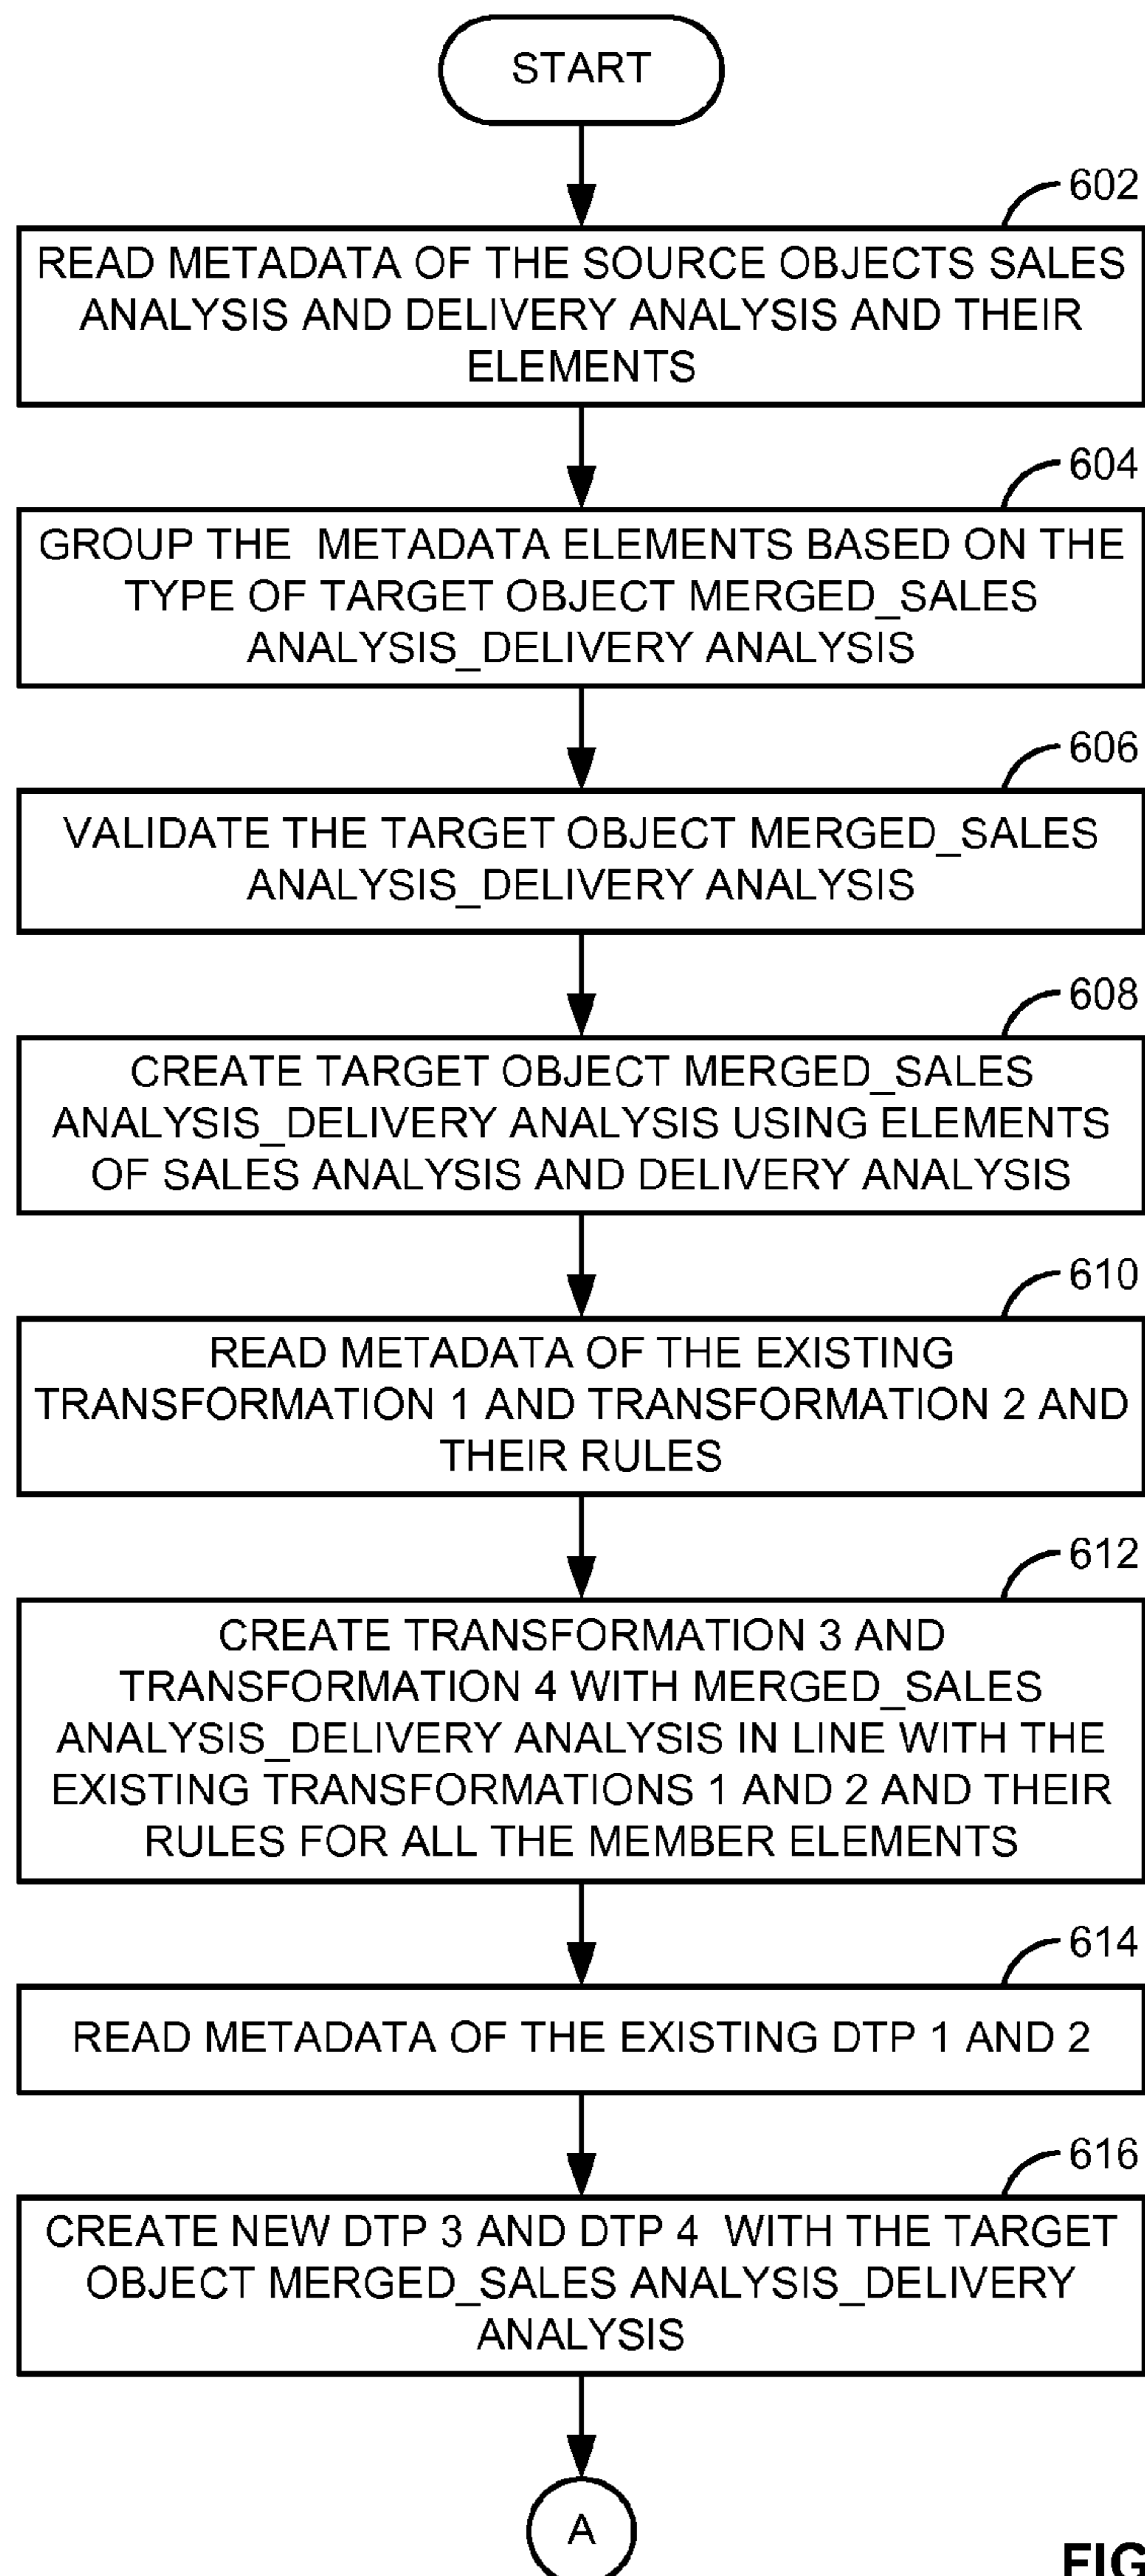 START
602
READ METADATA OF THE SOURCE OBJECTS SALES
ANALYSIS AND DELIVERY ANALYSIS AND THEIR
ELEMENTS
604
GROUP THE METADATA ELEMENTS BASED ON THE
TYPE OF TARGET OBJECT MERGED_SALES
ANALYSIS_DELIVERY ANALYSIS
606
VALIDATE THE TARGET OBJECT MERGED_SALES
ANALYSIS_DELIVERY ANALYSIS
608
CREATE TARGET OBJECT MERGED_SALES
ANALYSIS_DELIVERY ANALYSIS USING ELEMENTS
OF SALES ANALYSIS AND DELIVERY ANALYSIS
610
READ METADATA OF THE EXISTING
TRANSFORMATION 1 AND TRANSFORMATION 2 AND
THEIR RULES
612
CREATE TRANSFORMATION 3 AND
TRANSFORMATION 4 WITH MERGED_SALES
ANALYSIS_DELIVERY ANALYSIS IN LINE WITH THE
EXISTING TRANSFORMATIONS 1 AND 2 AND THEIR
RULES FOR ALL THE MEMBER ELEMENTS
614
READ METADATA OF THE EXISTING DTP 1 AND 2
616
CREATE NEW DTP 3 AND DTP 4 WITH THE TARGET
OBJECT MERGED_SALES ANALYSIS_DELIVERY
ANALYSIS
A
FIG